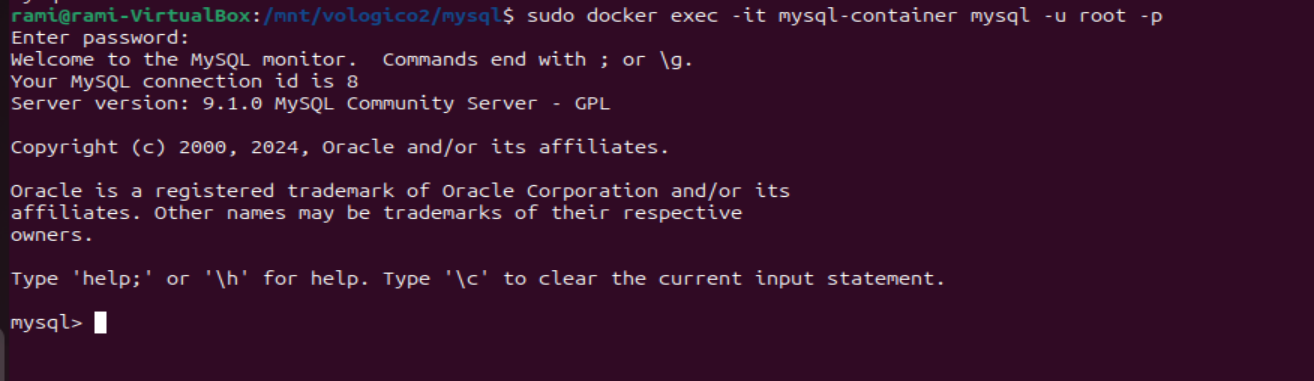 rami@rami-VirtualBox:/mnt/vologico2/mysql$ sudo docker exec -it mysql-container mysql -u root -p
Enter password:
Welcome to the MySQL monitor.  Commands end with ; or \g.
Your MySQL connection id is 8
Server version: 9.1.0 MySQL Community Server - GPL

Copyright (c) 2000, 2024, Oracle and/or its affiliates.

Oracle is a registered trademark of Oracle Corporation and/or its
affiliates. Other names may be trademarks of their respective
owners.

Type 'help;' or '\h' for help. Type '\c' to clear the current input statement.

mysql>